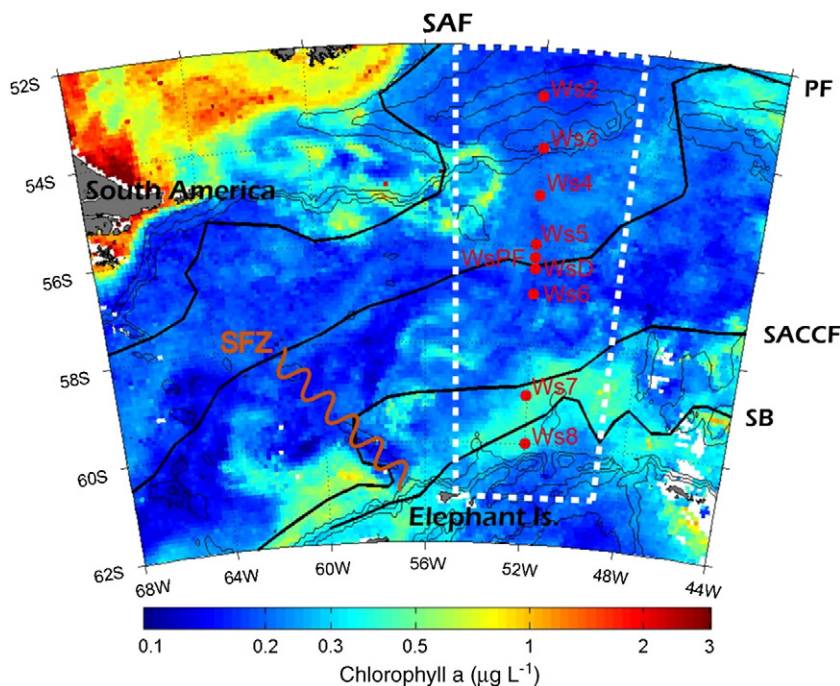 SAF
52S
Ws2
PF
Ws3
54S
South America
Ws4
Ws5
WsPF
56S
WsD
Ws6
SACCF
SFZ
58S
Ws7
SB
Ws8
60S
Elephant Is.
62S
68W
64W
60W
56W
52W
48W
44W
0.1
0.2
0.3
0.5
1
2
3
Chlorophyll a (μg L⁻¹)